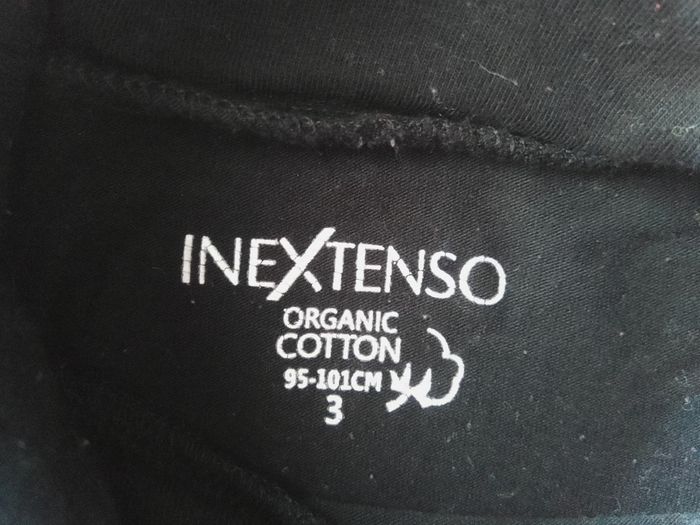 INEXTENSO
ORGANIC
COTTON
95-101CM
3